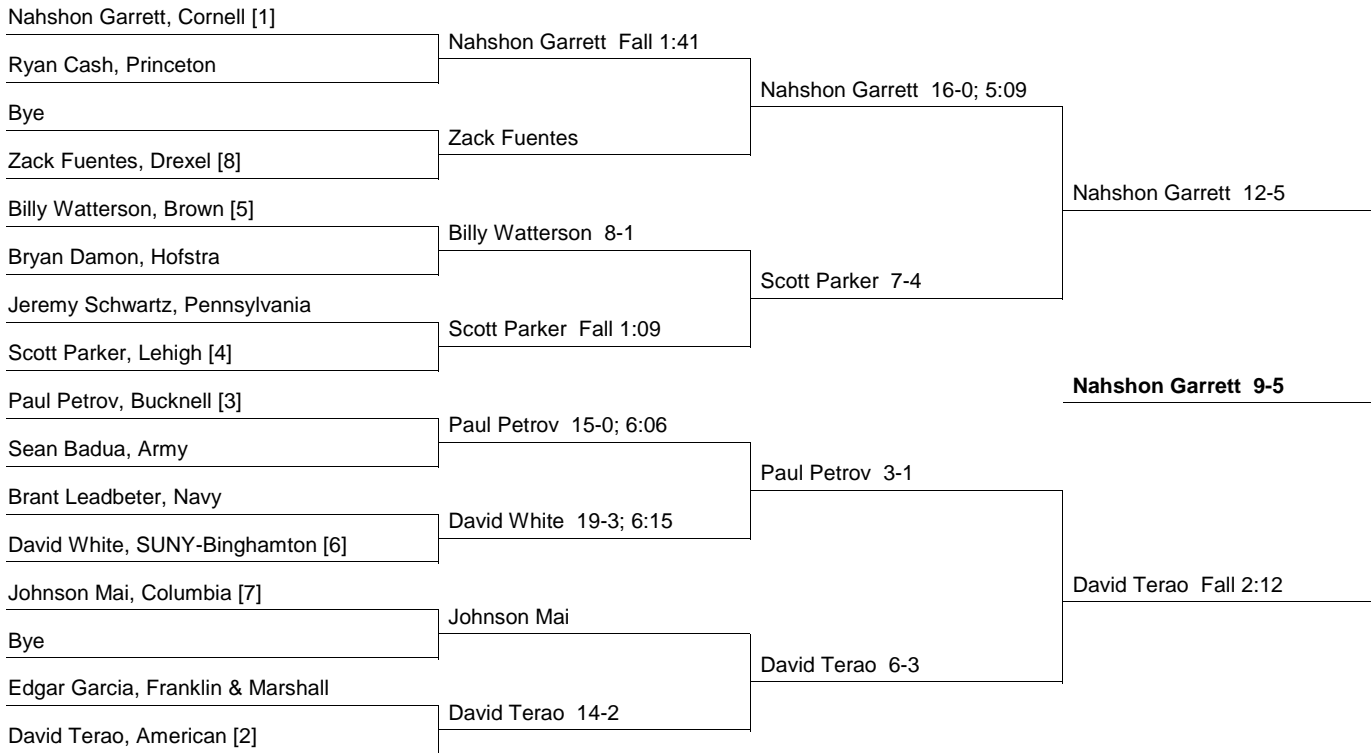 Nahshon Garrett, Cornell [1]
Ryan Cash, Princeton
Bye
Zack Fuentes, Drexel [8]
Billy Watterson, Brown [5]
Bryan Damon, Hofstra
Jeremy Schwartz, Pennsylvania
Scott Parker, Lehigh [4]
Paul Petrov, Bucknell [3]
Sean Badua, Army
Brant Leadbeter, Navy
David White, SUNY-Binghamton [6]
Johnson Mai, Columbia [7]
Bye
Edgar Garcia, Franklin & Marshall
David Terao, American [2]
Nahshon Garrett  Fall 1:41
Zack Fuentes
Billy Watterson  8-1
Scott Parker  Fall 1:09
Paul Petrov  15-0; 6:06
David White  19-3; 6:15
Johnson Mai
David Terao  14-2
Nahshon Garrett  16-0; 5:09
Scott Parker  7-4
Paul Petrov  3-1
David Terao  6-3
Nahshon Garrett  12-5
David Terao  Fall 2:12
Nahshon Garrett  9-5